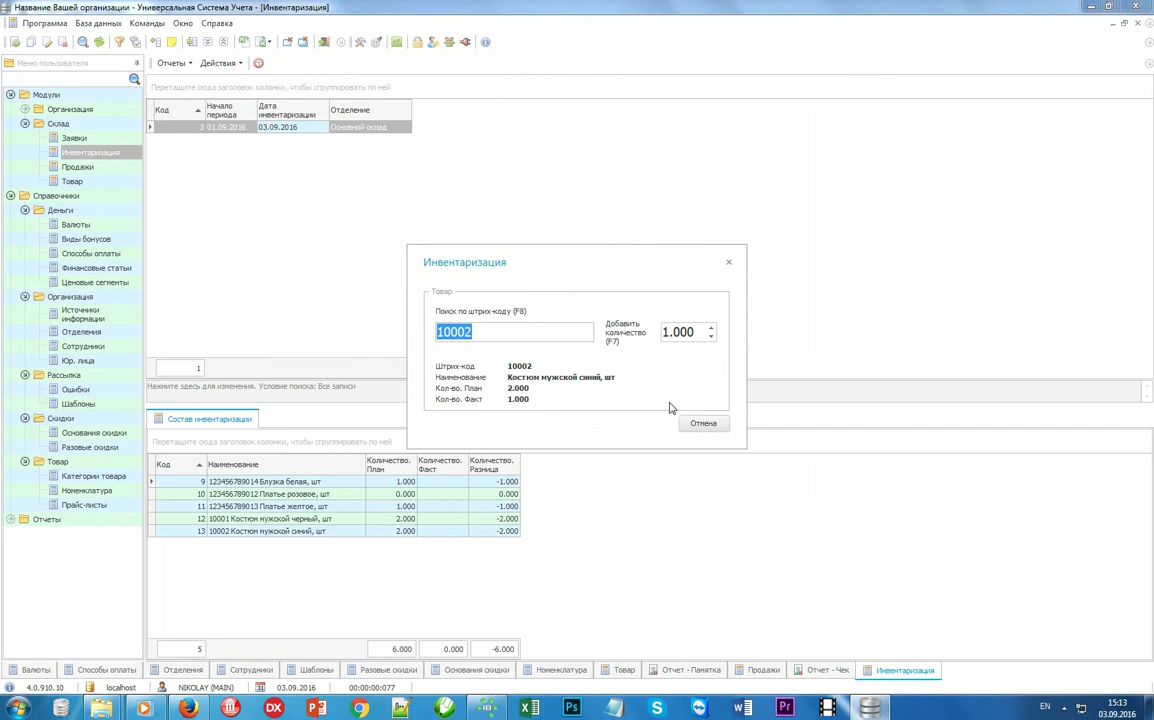 Название Вашей организации - Универсальная Система Учета - [Инвентаризация]
Программа База данных Команды Окно Справка
Меню пользователя
Отчеты Действия
Модули
Организация
Склад
Заявки
Инвентаризация
Продажи
Товар
Справочники
Деньги
Валюты
Виды бонусов
Способы оплаты
Финансовые статьи
Ценовые сегменты
Организация
Источники
информации
Отделения
Сотрудники
Юр. лица
Рассылка
Ошибки
Шаблоны
Скидки
Основания скидки
Разовые скидки
Товар
Категории товара
Номенклатура
Прайс-листы
Отчеты
Перетащите сюда заголовок колонки, чтобы сгруппировать по ней
Код Начало периода Дата инвентаризации Отделение
3 01.09.2016 03.09.2016 Основной склад
1
Нажмите здесь для изменения. Условие поиска: Все записи
Инвентаризация
Товар
Поиск по штрих-коду (F8)
10002
Добавить
количество
(F7)
1.000
Штрих-код 10002
Наименование Костюм мужской синий, шт
Кол-во. План 2.000
Кол-во. Факт 1.000
Отмена
Состав инвентаризации
Перетащите сюда заголовок колонки, чтобы сгруппировать по ней
Код Наименование Количество. План Количество. Факт Количество. Разница
9 123456789014 Блузка белая, шт 1.000 -1.000
10 123456789012 Платье розовое, шт 0.000 0.000
11 123456789013 Платье желтое, шт 1.000 -1.000
12 10001 Костюм мужской черный, шт 2.000 -2.000
13 10002 Костюм мужской синий, шт 2.000 -2.000
5 6.000 0.000 -6.000
Валюты Способы оплаты Отделения Сотрудники Шаблоны Разовые скидки Основания скидки Номенклатура Товар Отчет - Памятка Продажи Отчет - Чек Инвентаризация
4.0.910.10 localhost NIKOLAY (MAIN) 31 03.09.2016 00:00:00:077
DX Ps S W Pr EN 15:13
03.09.2016